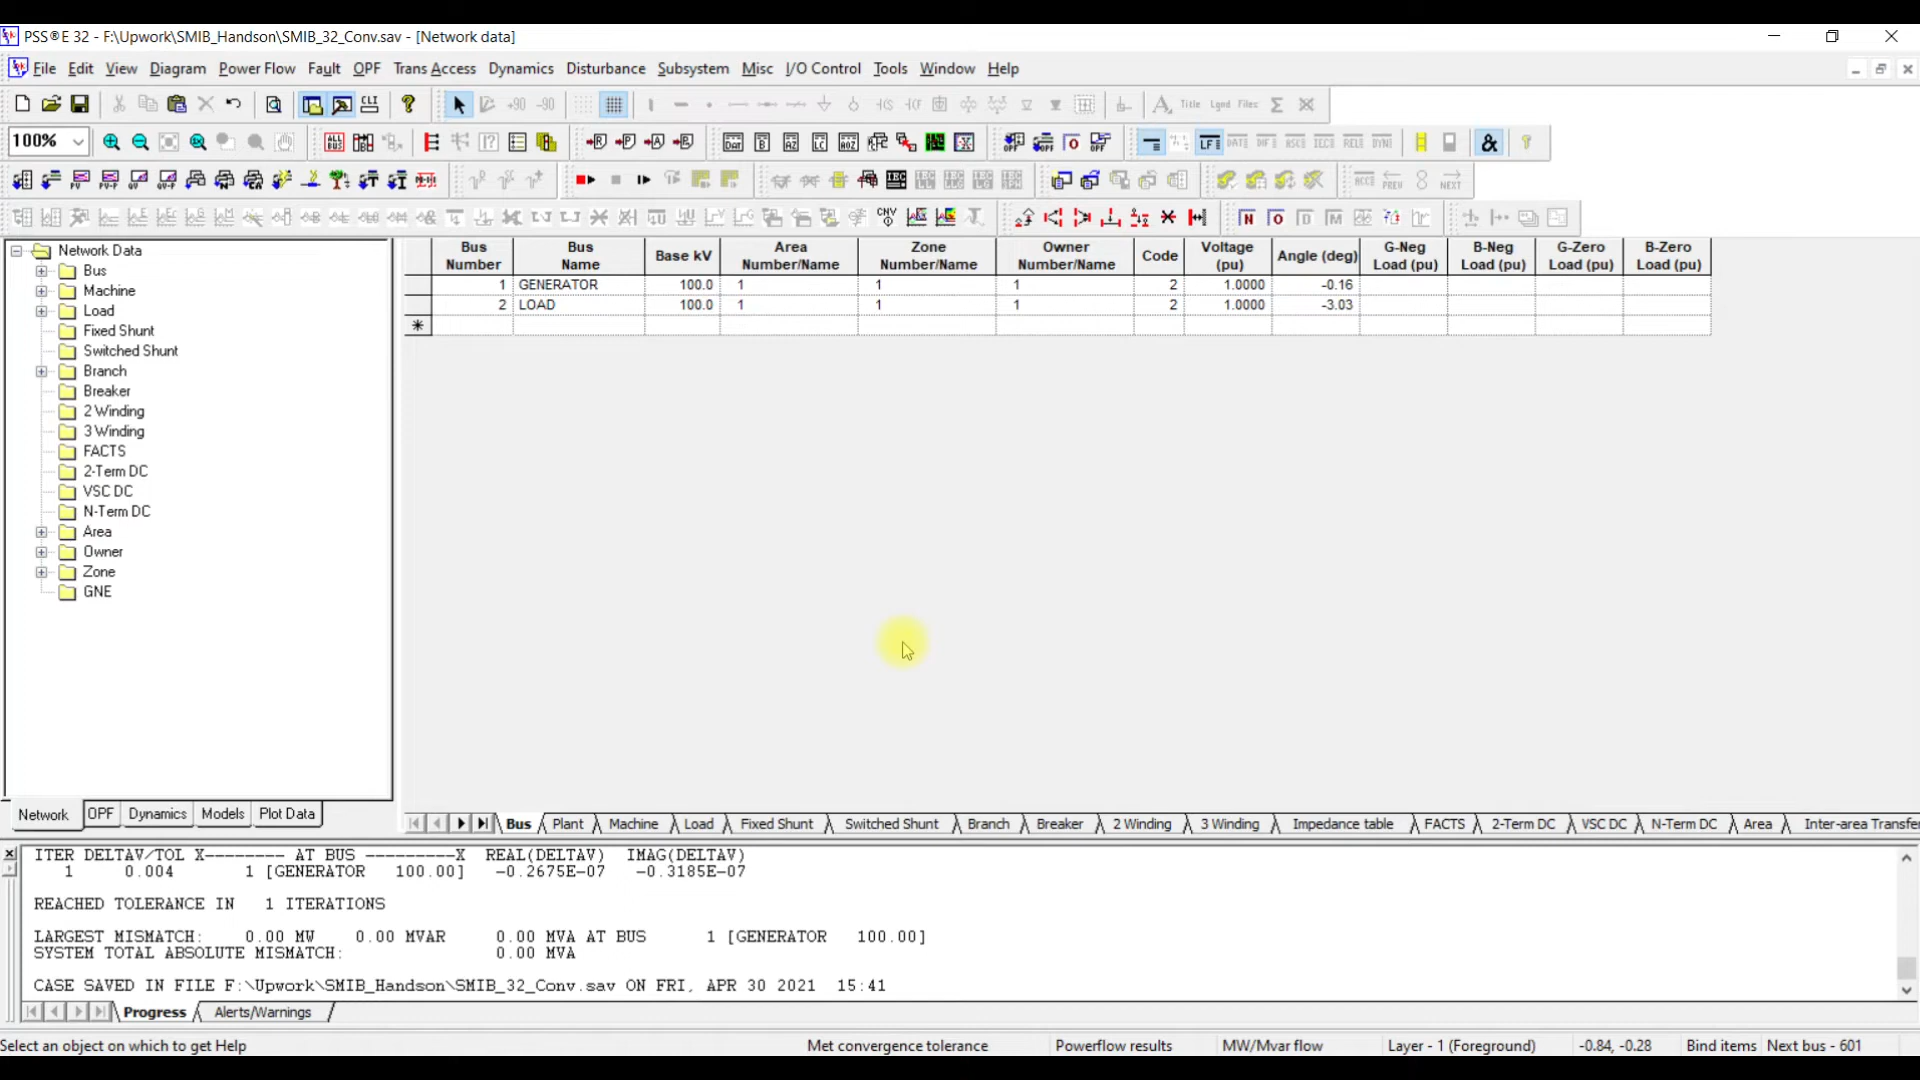 PSS®E 32 - F:\Upwork\SMIB_Handson\SMIB_32_Conv.sav - [Network data]
File Edit View Diagram Power Flow Fault OPF Trans Access Dynamics Disturbance Subsystem Misc I/O Control Tools Window Help
CLI +90 -90 Title Lgnd Files
100%
Network Data
Bus
Machine
Load
Fixed Shunt
Switched Shunt
Branch
Breaker
2 Winding
3 Winding
FACTS
2-Term DC
VSC DC
N-Term DC
Area
Owner
Zone
GNE
Network OPF Dynamics Models Plot Data
Bus Number Bus Name Base kV Area Number/Name Zone Number/Name Owner Number/Name Code Voltage (pu) Angle (deg) G-Neg Load (pu) B-Neg Load (pu) G-Zero Load (pu) B-Zero Load (pu)
1 GENERATOR 100.0 1 1 1 2 1.0000 -0.16
2 LOAD 100.0 1 1 1 2 1.0000 -3.03
Bus Plant Machine Load Fixed Shunt Switched Shunt Branch Breaker 2 Winding 3 Winding Impedance table FACTS 2-Term DC VSC DC N-Term DC Area Inter-area Transfe
ITER DELTAV/TOL X-------- AT BUS ---------X REAL(DELTAV) IMAG(DELTAV)
1 0.004 1 [GENERATOR 100.00] -0.2675E-07 -0.3185E-07
REACHED TOLERANCE IN 1 ITERATIONS
LARGEST MISMATCH: 0.00 MW 0.00 MVAR 0.00 MVA AT BUS 1 [GENERATOR 100.00]
SYSTEM TOTAL ABSOLUTE MISMATCH: 0.00 MVA
CASE SAVED IN FILE F:\Upwork\SMIB_Handson\SMIB_32_Conv.sav ON FRI, APR 30 2021 15:41
Progress Alerts/Warnings
Select an object on which to get Help Met convergence tolerance Powerflow results MW/Mvar flow Layer - 1 (Foreground) -0.84, -0.28 Bind items Next bus - 601